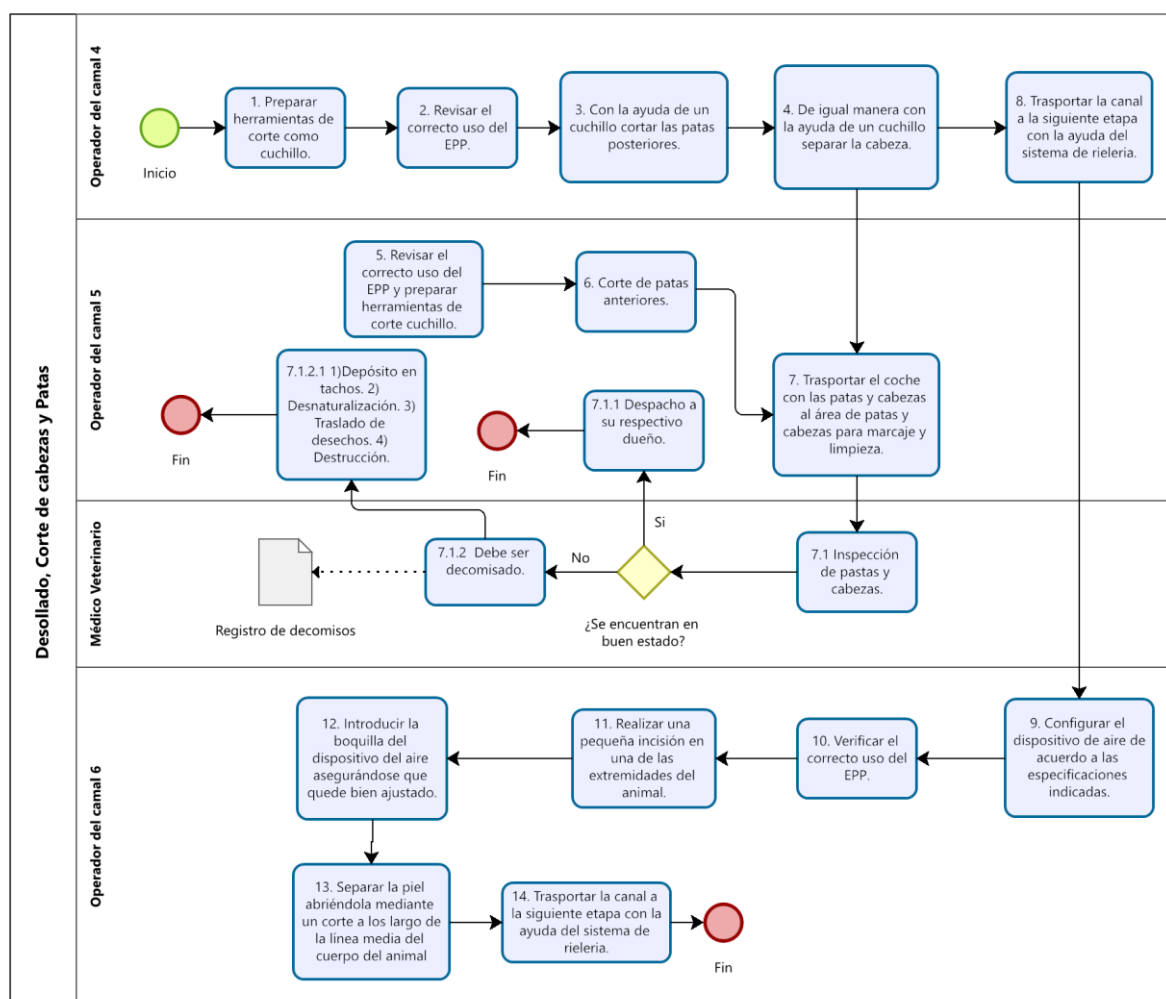 Desollado, Corte de cabezas y Patas
Operador del camal 4
Inicio
1. Preparar
herramientas de
corte como
cuchillo.
2. Revisar el
correcto uso del
EPP.
3. Con la ayuda de un
cuchillo cortar las patas
posteriores.
4. De igual manera con
la ayuda de un cuchillo
separar la cabeza.
8. Trasportar la canal
a la siguiente etapa
con la ayuda del
sistema de rieleria.
Operador del camal 5
5. Revisar el
correcto uso del
EPP y preparar
herramientas de
corte cuchillo.
6. Corte de patas
anteriores.
7.1.2.1 1)Depósito en
tachos. 2)
Desnaturalización. 3)
Traslado de
desechos. 4)
Destrucción.
Fin
7.1.1 Despacho a
su respectivo
dueño.
Fin
7. Trasportar el coche
con las patas y cabezas
al área de patas y
cabezas para marcaje y
limpieza.
Médico Veterinario
Si
No
7.1.2 Debe ser
decomisado.
7.1 Inspección
de pastas y
cabezas.
Registro de decomisos
¿Se encuentran en
buen estado?
Operador del camal 6
12. Introducir la
boquilla del
dispositivo del aire
asegurándose que
quede bien ajustado.
11. Realizar una
pequeña incisión en
una de las
extremidades del
animal.
10. Verificar el
correcto uso del
EPP.
9. Configurar el
dispositivo de aire de
acuerdo a las
especificaciones
indicadas.
13. Separar la piel
abriéndola mediante
un corte a los largo de
la línea media del
cuerpo del animal
14. Trasportar la canal a
la siguiente etapa con la
ayuda del sistema de
rieleria.
Fin